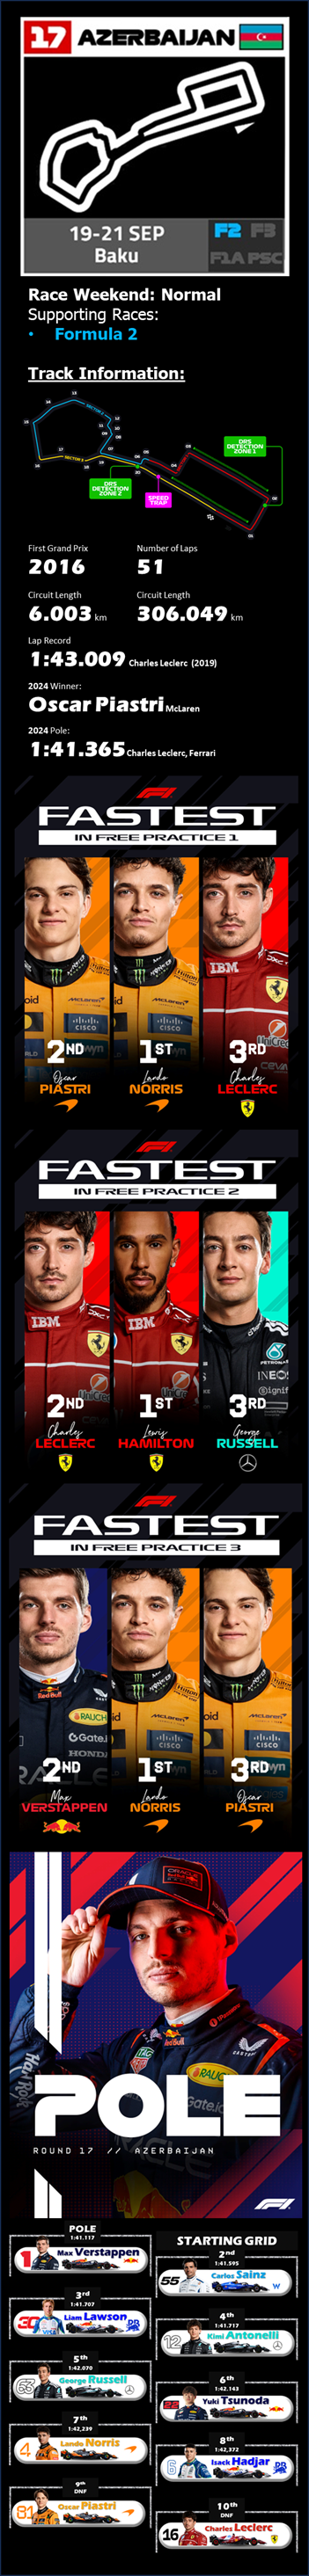 17 AZERBAIJAN
19-21 SEP
Baku
F2 F3
F1A PSC
Race Weekend: Normal
Supporting Races:
• Formula 2
Track Information:
DRS DETECTION ZONE 1
DRS DETECTION ZONE 2
SPEED TRAP
First Grand Prix
2016
Number of Laps
51
Circuit Length
6.003 km
Circuit Length
306.049 km
Lap Record
1:43.009 Charles Leclerc (2019)
2024 Winner:
Oscar Piastri McLaren
2024 Pole:
1:41.365 Charles Leclerc, Ferrari
F1
FASTEST
IN FREE PRACTICE 1
2ND
Oscar
PIASTRI
1ST
Lando
NORRIS
3RD
Charles
LECLERC
F1
FASTEST
IN FREE PRACTICE 2
2ND
Charles
LECLERC
1ST
Lewis
HAMILTON
3RD
George
RUSSELL
F1
FASTEST
IN FREE PRACTICE 3
2ND
Max
VERSTAPPEN
1ST
Lando
NORRIS
3RD
Oscar
PIASTRI
POLE
ROUND 17 // AZERBAIJAN
F1
STARTING GRID
POLE
1:41.117
1 Max Verstappen
2nd
1:41.595
55 Carlos Sainz
3rd
1:41.707
30 Liam Lawson
4th
1:41.717
12 Kimi Antonelli
5th
1:42.070
63 George Russell
6th
1:42.143
22 Yuki Tsunoda
7th
1:42,239
4 Lando Norris
8th
1:42,372
6 Isack Hadjar
9th
DNF
81 Oscar Piastri
10th
DNF
16 Charles Leclerc